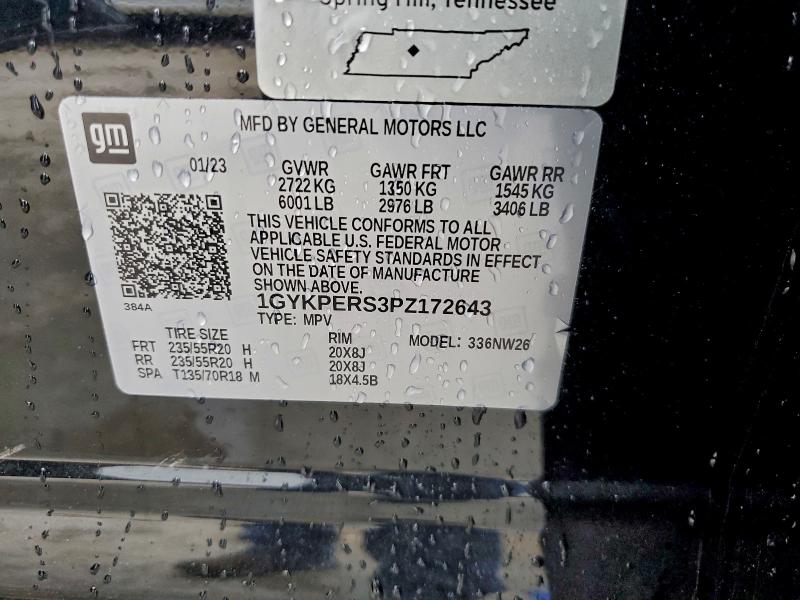 Spring Hill, Tennessee
gm
MFD BY GENERAL MOTORS LLC
01/23 GVWR GAWR FRT GAWR RR
2722 KG 1350 KG 1545 KG
6001 LB 2976 LB 3406 LB
THIS VEHICLE CONFORMS TO ALL
APPLICABLE U.S. FEDERAL MOTOR
VEHICLE SAFETY STANDARDS IN EFFECT
ON THE DATE OF MANUFACTURE
SHOWN ABOVE.
384A
1GYKPERS3PZ172643
TYPE: MPV
TIRE SIZE RIM MODEL: 336NW26
FRT 235/55R20 H 20X8J
RR 235/55R20 H 20X8J
SPA T135/70R18 M 18X4.5B